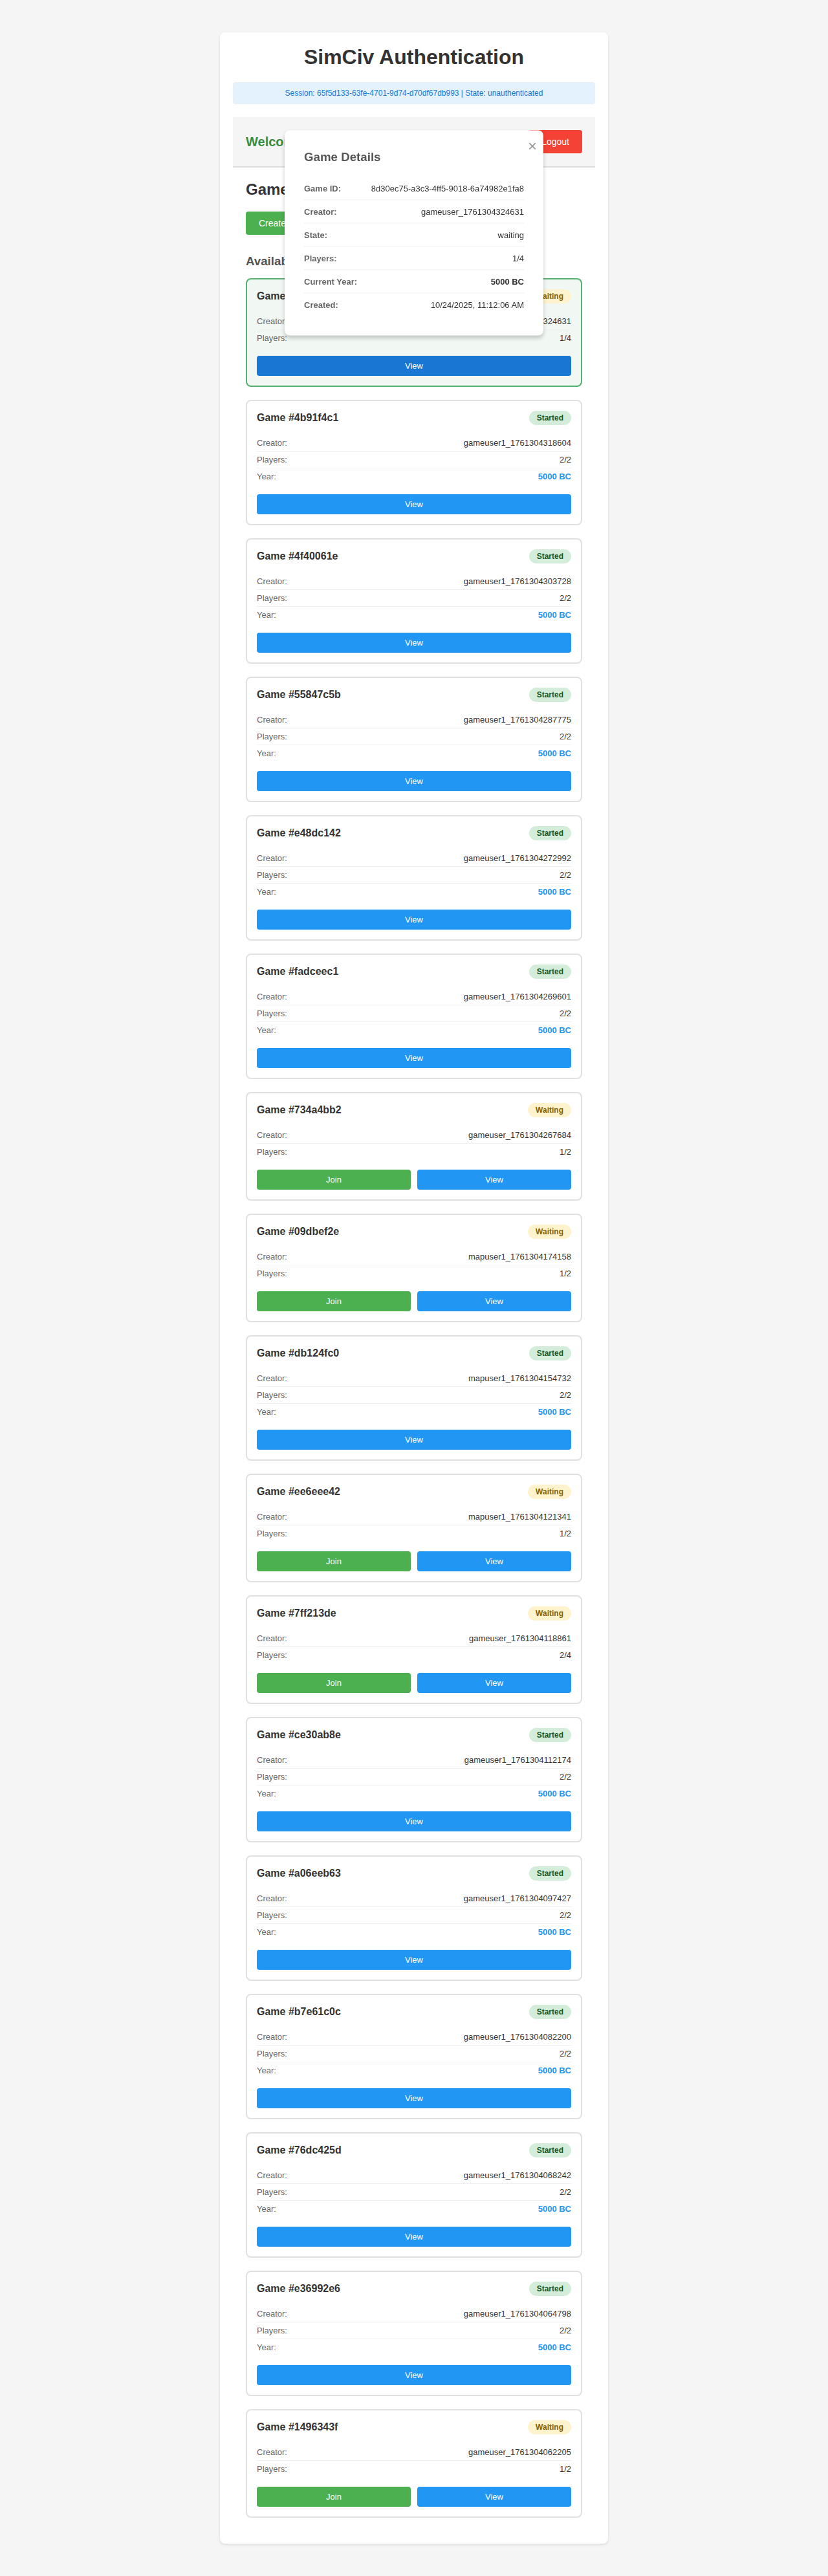 SimCiv Authentication
Session: 65f5d133-63fe-4701-9d74-d70df67db993 | State: unauthenticated
Welco
Logout
×
Game Details
Game ID: 8d30ec75-a3c3-4ff5-9018-6a74982e1fa8
Creator: gameuser_1761304324631
State: waiting
Players: 1/4
Current Year: 5000 BC
Created: 10/24/2025, 11:12:06 AM
Game
Create
Availab
Game
aiting
Creator
324631
Players: 1/4
View
Game #4b91f4c1 Started
Creator: gameuser1_1761304318604
Players: 2/2
Year: 5000 BC
View
Game #4f40061e Started
Creator: gameuser1_1761304303728
Players: 2/2
Year: 5000 BC
View
Game #55847c5b Started
Creator: gameuser1_1761304287775
Players: 2/2
Year: 5000 BC
View
Game #e48dc142 Started
Creator: gameuser1_1761304272992
Players: 2/2
Year: 5000 BC
View
Game #fadceec1 Started
Creator: gameuser1_1761304269601
Players: 2/2
Year: 5000 BC
View
Game #734a4bb2 Waiting
Creator: gameuser_1761304267684
Players: 1/2
Join View
Game #09dbef2e Waiting
Creator: mapuser1_1761304174158
Players: 1/2
Join View
Game #db124fc0 Started
Creator: mapuser1_1761304154732
Players: 2/2
Year: 5000 BC
View
Game #ee6eee42 Waiting
Creator: mapuser1_1761304121341
Players: 1/2
Join View
Game #7ff213de Waiting
Creator: gameuser_1761304118861
Players: 2/4
Join View
Game #ce30ab8e Started
Creator: gameuser1_1761304112174
Players: 2/2
Year: 5000 BC
View
Game #a06eeb63 Started
Creator: gameuser1_1761304097427
Players: 2/2
Year: 5000 BC
View
Game #b7e61c0c Started
Creator: gameuser1_1761304082200
Players: 2/2
Year: 5000 BC
View
Game #76dc425d Started
Creator: gameuser1_1761304068242
Players: 2/2
Year: 5000 BC
View
Game #e36992e6 Started
Creator: gameuser1_1761304064798
Players: 2/2
Year: 5000 BC
View
Game #1496343f Waiting
Creator: gameuser_1761304062205
Players: 1/2
Join View